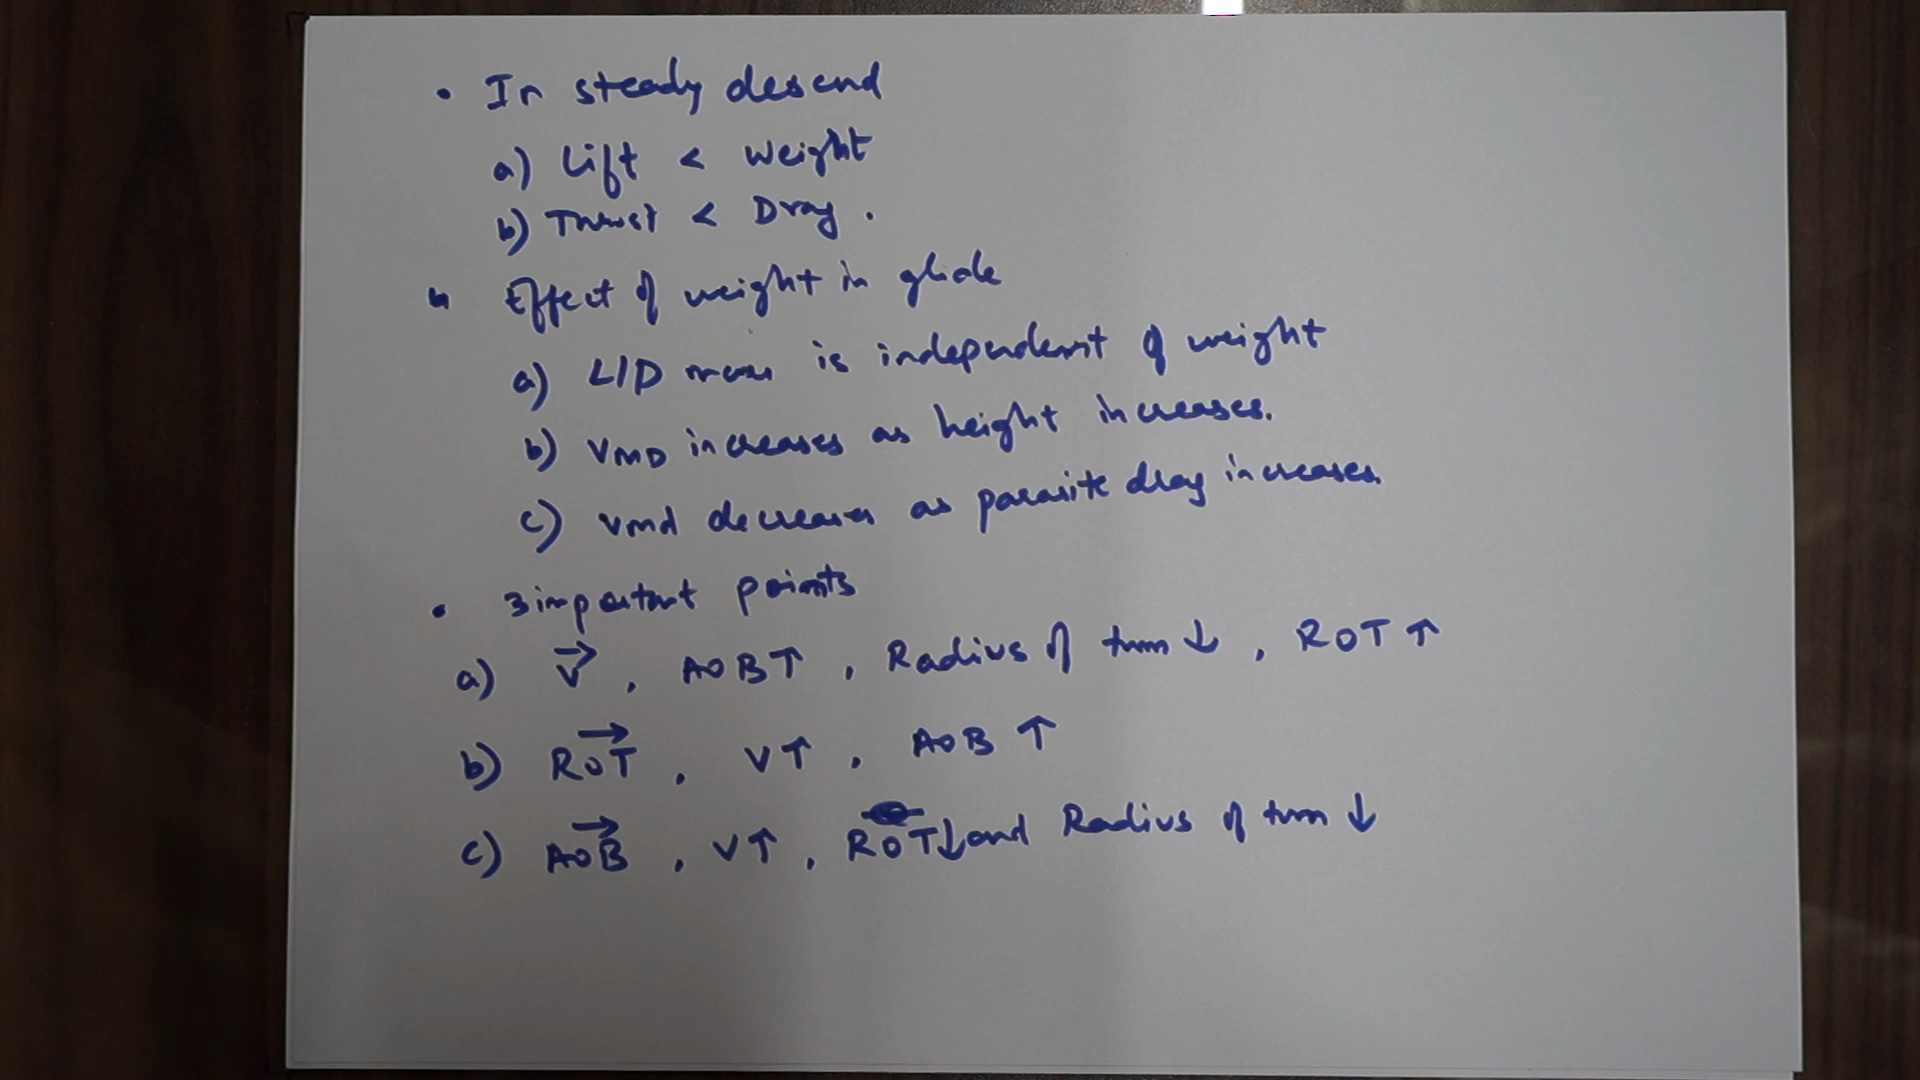 • In steady descend
a) Lift < Weight
b) Thrust < Drag.
• Effect of weight in glide
a) L/D max is independent of weight
b) VMD increases as height increases.
c) vmd decreases as parasite drag increases.
• 3 important points
a) V→, AOB↑, Radius of turn ↓, ROT ↑
b) ROT→, V↑, AOB ↑
c) AOB→, V↑, ROT↓ and Radius of turn ↓